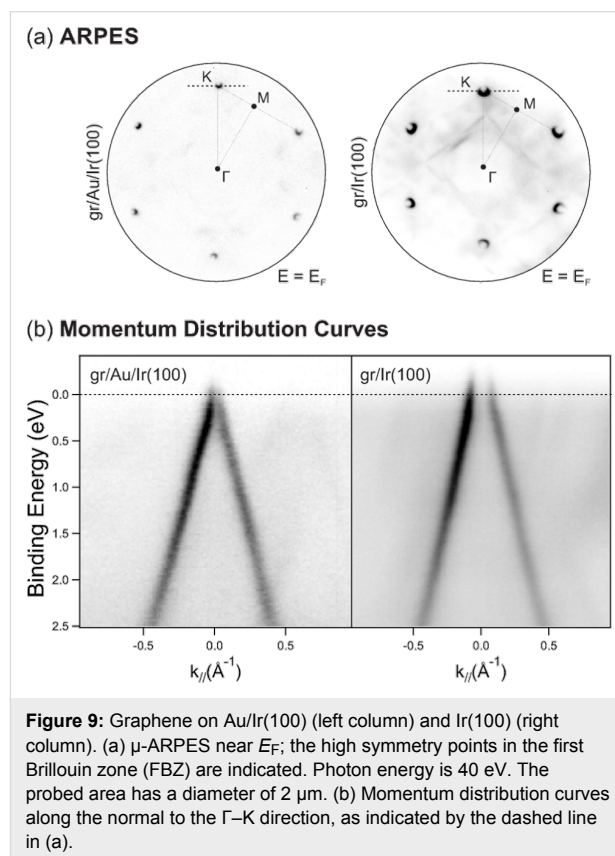 (a) ARPES
gr/Au/Ir(100)
K
M
Γ
E = E_F
gr/Ir(100)
K
M
Γ
E = E_F
(b) Momentum Distribution Curves
gr/Au/Ir(100)
gr/Ir(100)
Binding Energy (eV)
0.0
0.5
1.0
1.5
2.0
2.5
-0.5 0.0 0.5
-0.5 0.0 0.5
k//(Å⁻¹)
k//(Å⁻¹)
Figure 9: Graphene on Au/Ir(100) (left column) and Ir(100) (right
column). (a) μ-ARPES near E_F; the high symmetry points in the first
Brillouin zone (FBZ) are indicated. Photon energy is 40 eV. The
probed area has a diameter of 2 μm. (b) Momentum distribution curves
along the normal to the Γ–K direction, as indicated by the dashed line
in (a).